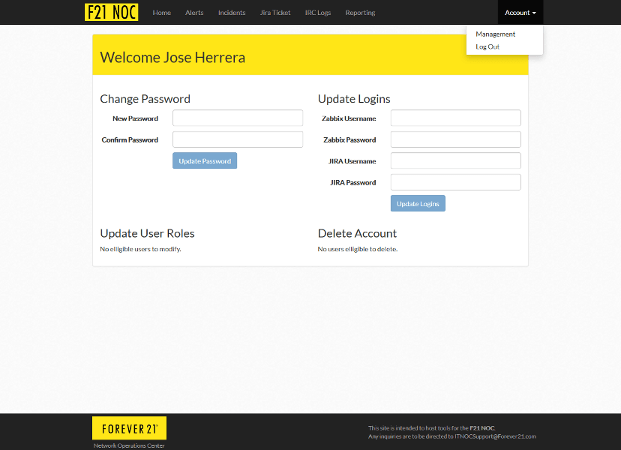 F21 NOC Home Alerts Incidents Jira Ticket IRC Logs Reporting Account
Management
Log Out
Welcome Jose Herrera
Change Password
New Password
Confirm Password
Update Password
Update Logins
Zabbix Username
Zabbix Password
JIRA Username
JIRA Password
Update Logins
Update User Roles
No elligible users to modify.
Delete Account
No users elligible to delete.
FOREVER 21
Network Operations Center
This site is intended to host tools for the F21 NOC.
Any inquaries are to be directed to ITNOCSupport@Forever21.com